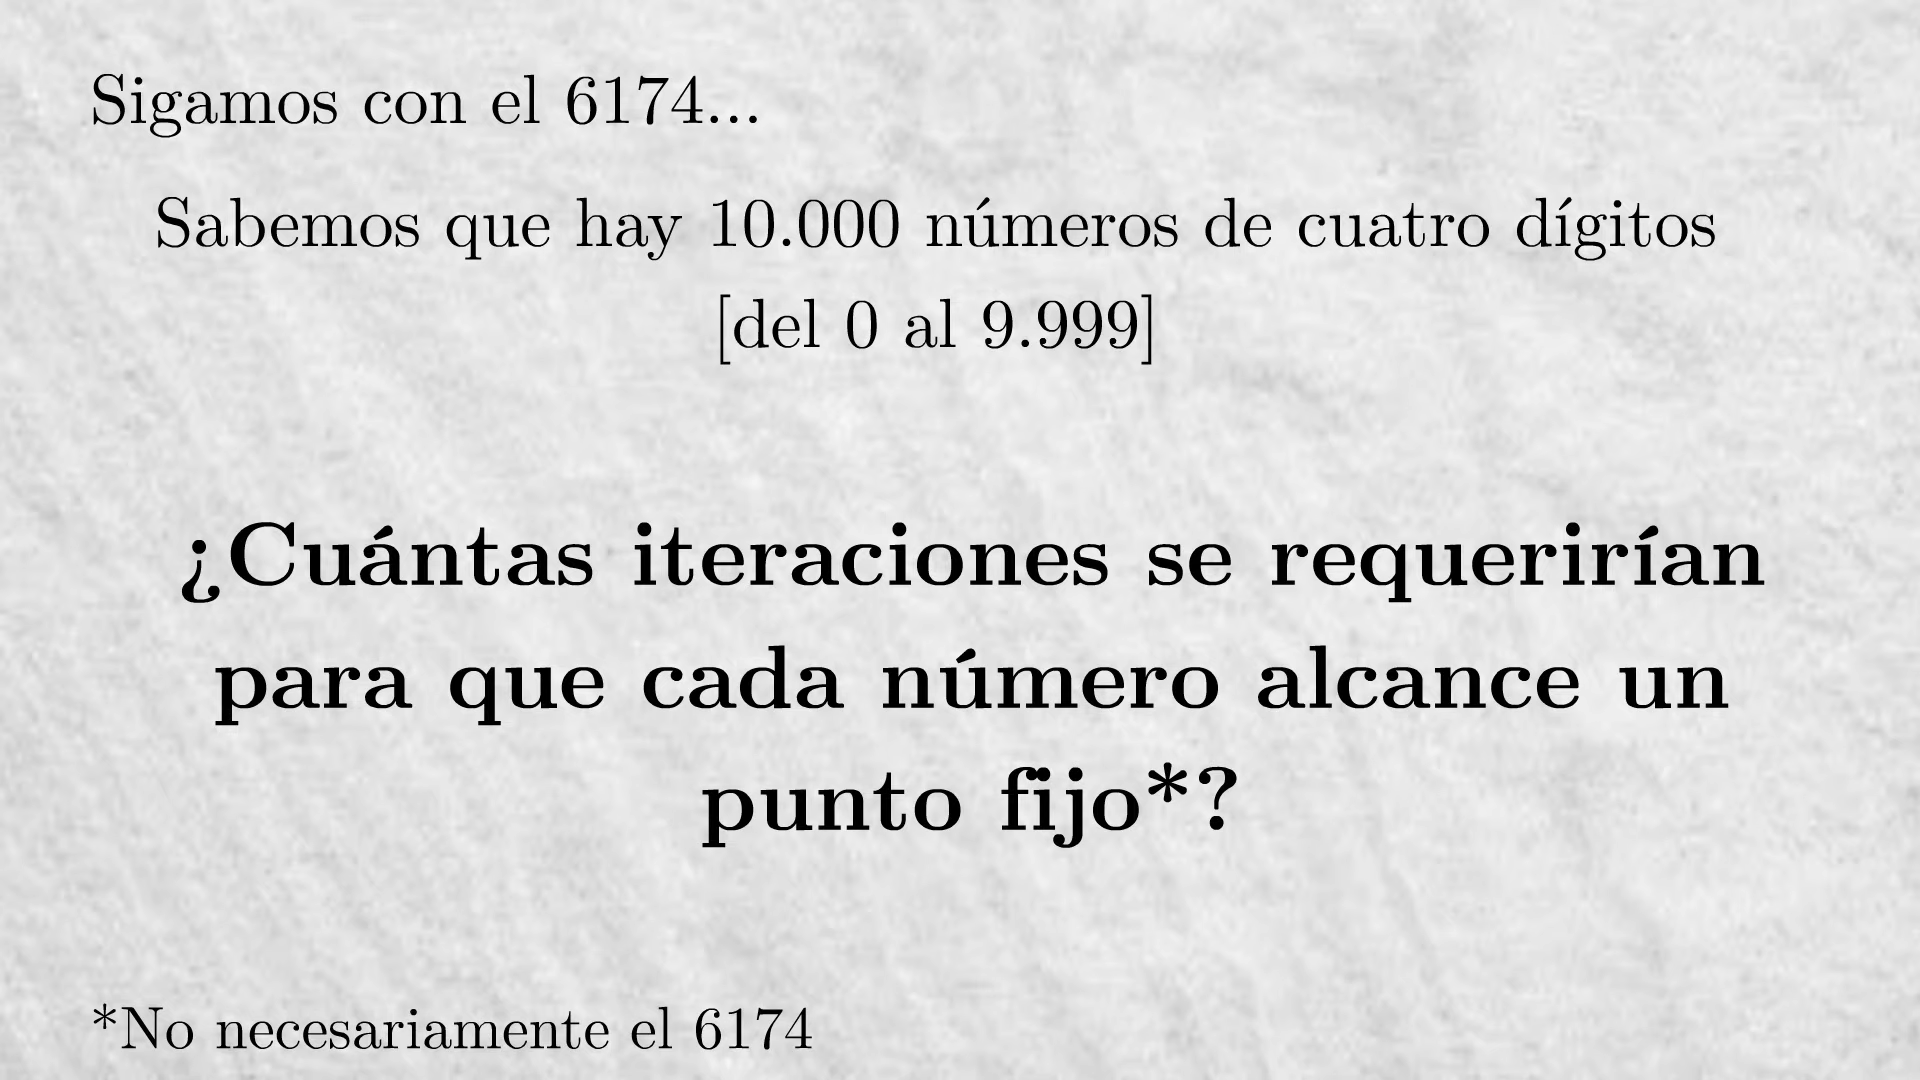 Sigamos con el 6174...
Sabemos que hay 10.000 números de cuatro dígitos
[del 0 al 9.999]
¿Cuántas iteraciones se requerirían
para que cada número alcance un
punto fijo*?
*No necesariamente el 6174